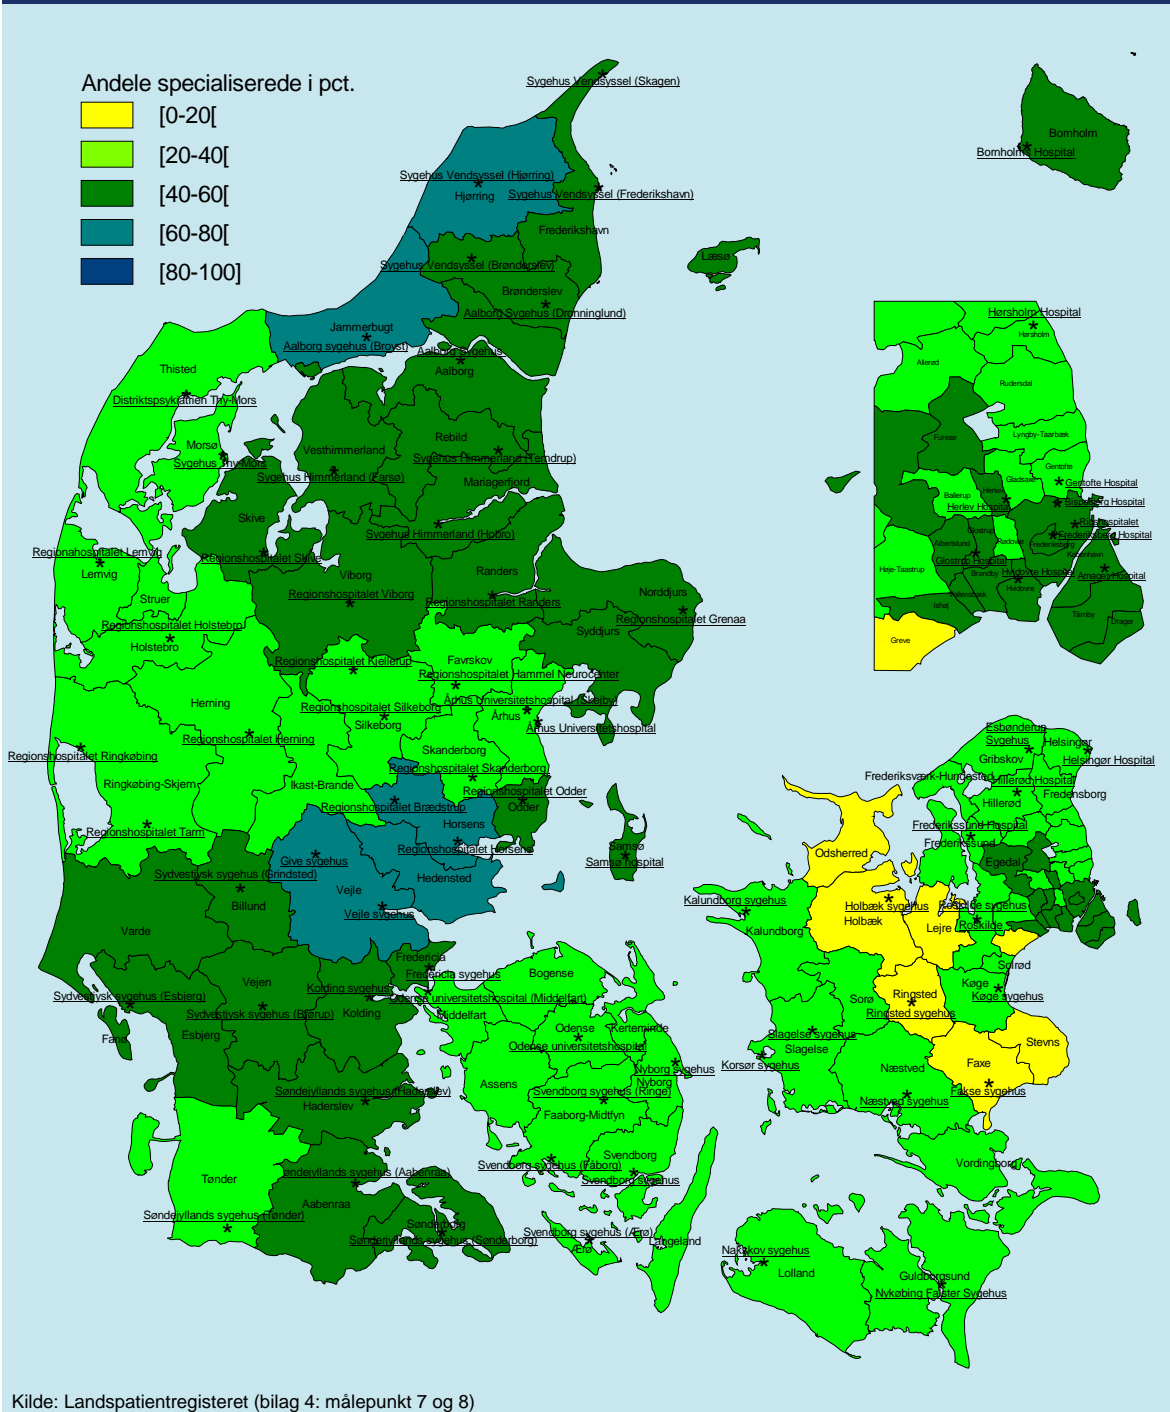 Andele specialiserede i pct.
[0-20[
[20-40[
[40-60[
[60-80[
[80-100]
Sygehus Vendsyssel (Skagen)
Bornholm
Bornholms Hospital
Sygehus Vendsyssel (Hjørring)
Hjørring
Sygehus Vendsyssel (Frederikshavn)
Frederikshavn
Læsø
Sygehus Vendsyssel (Brønderslev)
Brønderslev
Aalborg Sygehus (Dronninglund)
Jammerbugt
Aalborg sygehus (Brovst)
Aalborg Sygehus
Aalborg
Thisted
Distriktspsykiatrien Thy-Mors
Morsø
Sygehus Thy-Mors
Vesthimmerland
Sygehus Himmerland (Farsø)
Rebild
Sygehus Himmerland (Terndrup)
Mariagerfjord
Sygehus Himmerland (Hobro)
Skive
Regionshospitalet Skive
Regionahospitalet Lemvig
Lemvig
Struer
Regionshospitalet Holstebro
Holstebro
Viborg
Regionshospitalet Viborg
Randers
Regionshospitalet Randers
Norddjurs
Regionshospitalet Grenaa
Syddjurs
Regionshospitalet Kjellerup
Favrskov
Regionshospitalet Hammel Neurocenter
Århus Universitetshospital (Skejby)
Århus
Århus Universitetshospital
Herning
Regionshospitalet Herning
Regionshospitalet Silkeborg
Silkeborg
Skanderborg
Regionshospitalet Skanderborg
Regionshospitalet Ringkøbing
Ringkøbing-Skjern
Ikast-Brande
Regionshospitalet Odder
Odder
Regionshospitalet Brædstrup
Horsens
Regionshospitalet Horsens
Regionshospitalet Tarm
Samsø
Samsø hospital
Give sygehus
Hedensted
Vejle
Vejle sygehus
Sydvestjysk sygehus (Grindsted)
Billund
Varde
Fredericia
Fredericia sygehus
Vejen
Kolding sygehus
Kolding
Sydvestjysk sygehus (Esbjerg)
Sydvestjysk sygehus (Brørup)
Fanø
Esbjerg
Bogense
Odense universitetshospital (Middelfart)
Middelfart
Odense
Kerteminde
Odense universitetshospital
Nyborg sygehus
Nyborg
Assens
Svendborg sygehus (Ringe)
Faaborg-Midtfyn
Svendborg
Svendborg sygehus (Fåborg)
Svendborg sygehus
Sønderjyllands sygehus (Haderslev)
Haderslev
Tønder
Sønderjyllands sygehus (Tønder)
Sønderjyllands sygehus (Aabenraa)
Aabenraa
Sønderborg
Sønderjyllands sygehus (Sønderborg)
Svendborg sygehus (Ærø)
Ærø
Langeland
Hørsholm Hospital
Hørsholm
Allerød
Rudersdal
Furesø
Lyngby-Taarbæk
Gentofte
Gladsaxe
Gentofte Hospital
Ballerup
Herlev
Herlev Hospital
Bispebjerg Hospital
Rigshospitalet
Frederiksberg Hospital
Glostrup
Rødovre
Albertslund
Frederiksberg
København
Glostrup Hospital
Høje-Taastrup
Brøndby
Hvidovre Hospital
Amager Hospital
Vallensbæk
Hvidovre
Ishøj
Tårnby
Dragør
Greve
Esbønderup
Sygehus
Helsingør
Gribskov
Helsingør Hospital
Frederiksværk-Hundested
Hillerød Hospital
Hillerød
Fredensborg
Frederikssund Hospital
Frederikssund
Egedal
Odsherred
Kalundborg sygehus
Kalundborg
Holbæk sygehus
Holbæk
Lejre
Roskilde sygehus
Roskilde
Solrød
Køge
Køge sygehus
Sorø
Ringsted
Ringsted sygehus
Slagelse sygehus
Slagelse
Korsør sygehus
Stevns
Faxe
Fakse sygehus
Næstved
Næstved sygehus
Vordingborg
Nakskov sygehus
Lolland
Guldborgsund
Nykøbing Falster Sygehus
Kilde: Landspatientregisteret (bilag 4: målepunkt 7 og 8)